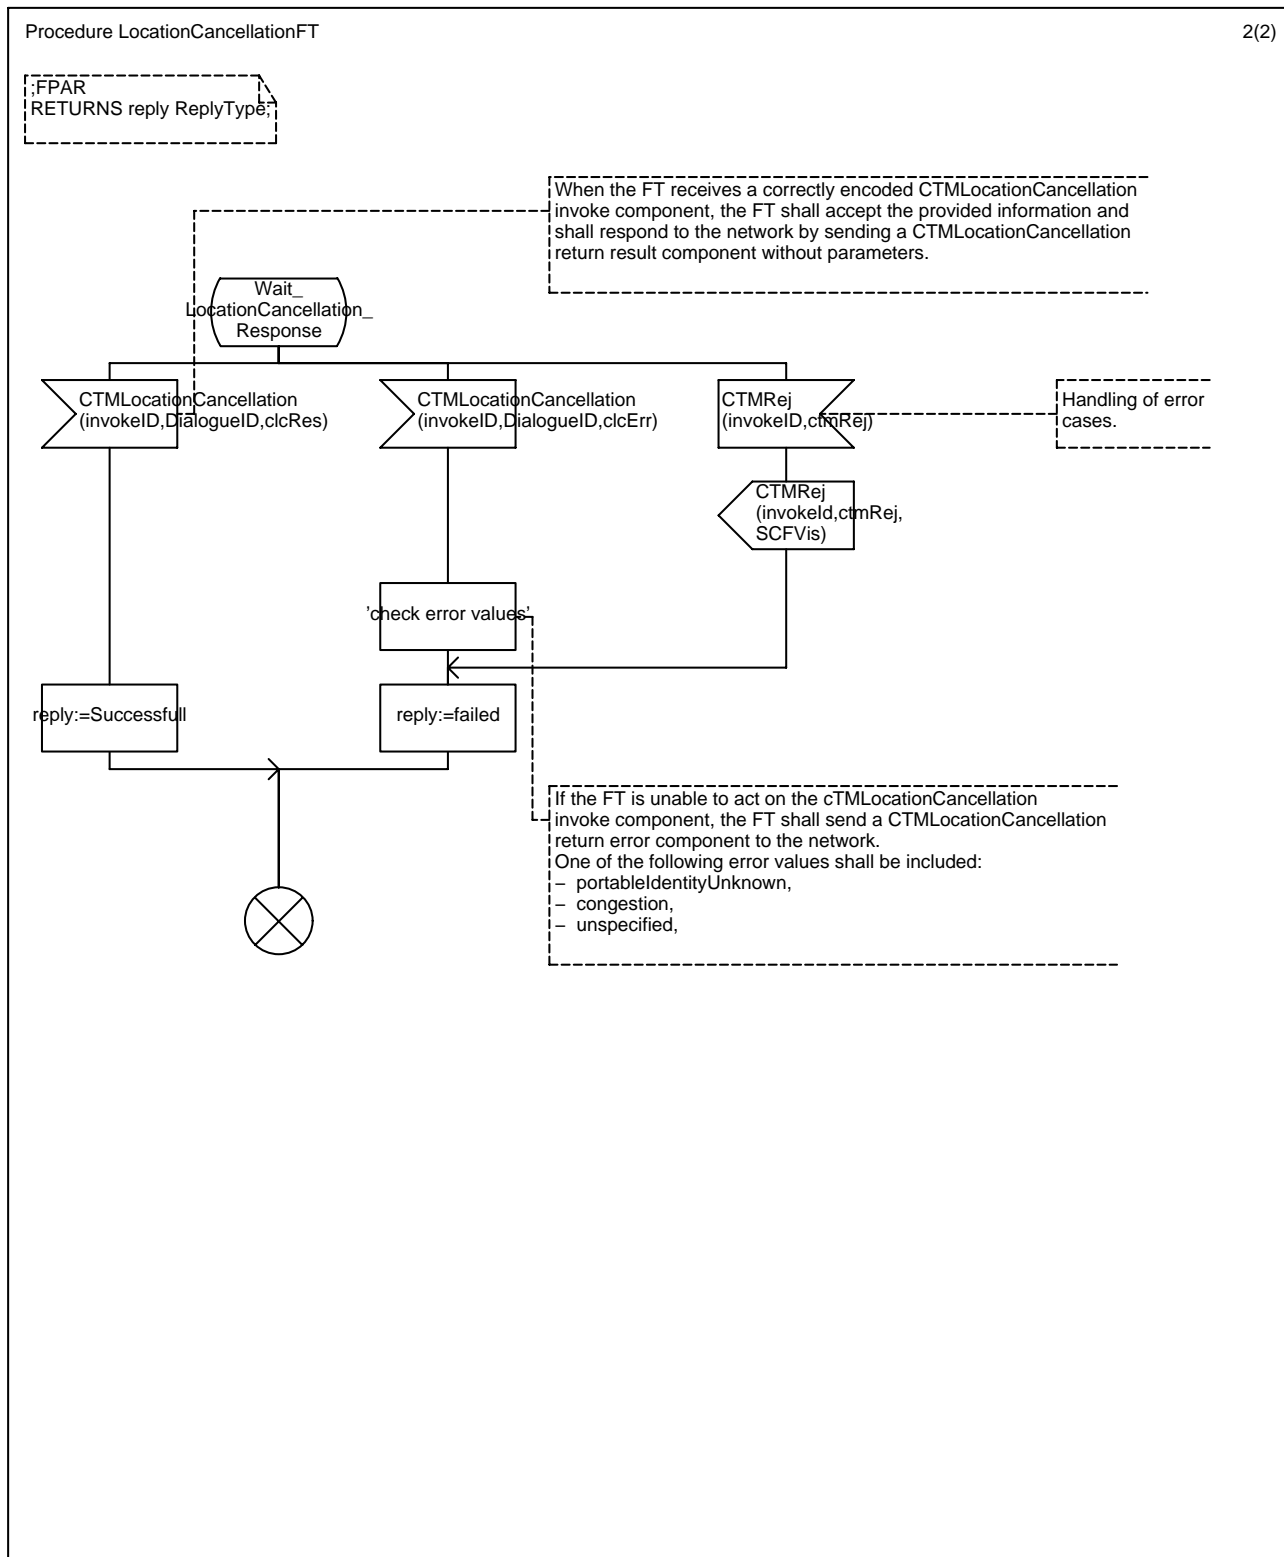 Procedure LocationCancellationFT
2(2)
;FPAR
RETURNS reply ReplyType;
When the FT receives a correctly encoded CTMLocationCancellation
invoke component, the FT shall accept the provided information and
shall respond to the network by sending a CTMLocationCancellation
return result component without parameters.
Wait_
LocationCancellation_
Response
CTMLocationCancellation
(invokeID,DialogueID,clcRes)
CTMLocationCancellation
(invokeID,DialogueID,clcErr)
CTMRej
(invokeID,ctmRej)
Handling of error
cases.
CTMRej
(invokeId,ctmRej,
SCFVis)
'check error values'
reply:=Successfull
reply:=failed
If the FT is unable to act on the cTMLocationCancellation
invoke component, the FT shall send a CTMLocationCancellation
return error component to the network.
One of the following error values shall be included:
– portableIdentityUnknown,
– congestion,
– unspecified,